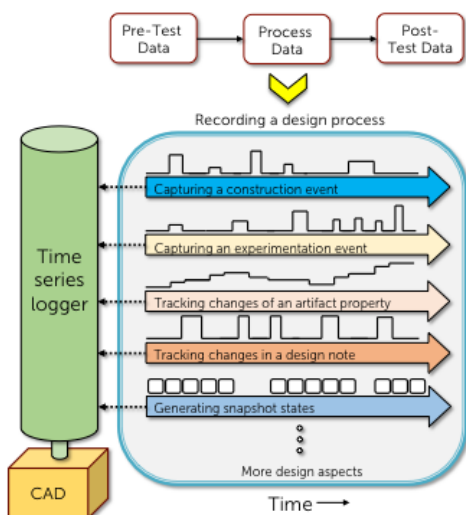 Pre-Test
Data
Process
Data
Post-
Test Data
Recording a design process
Time
series
logger
Capturing a construction event
Capturing an experimentation event
Tracking changes of an artifact property
Tracking changes in a design note
Generating snapshot states
More design aspects
CAD
Time